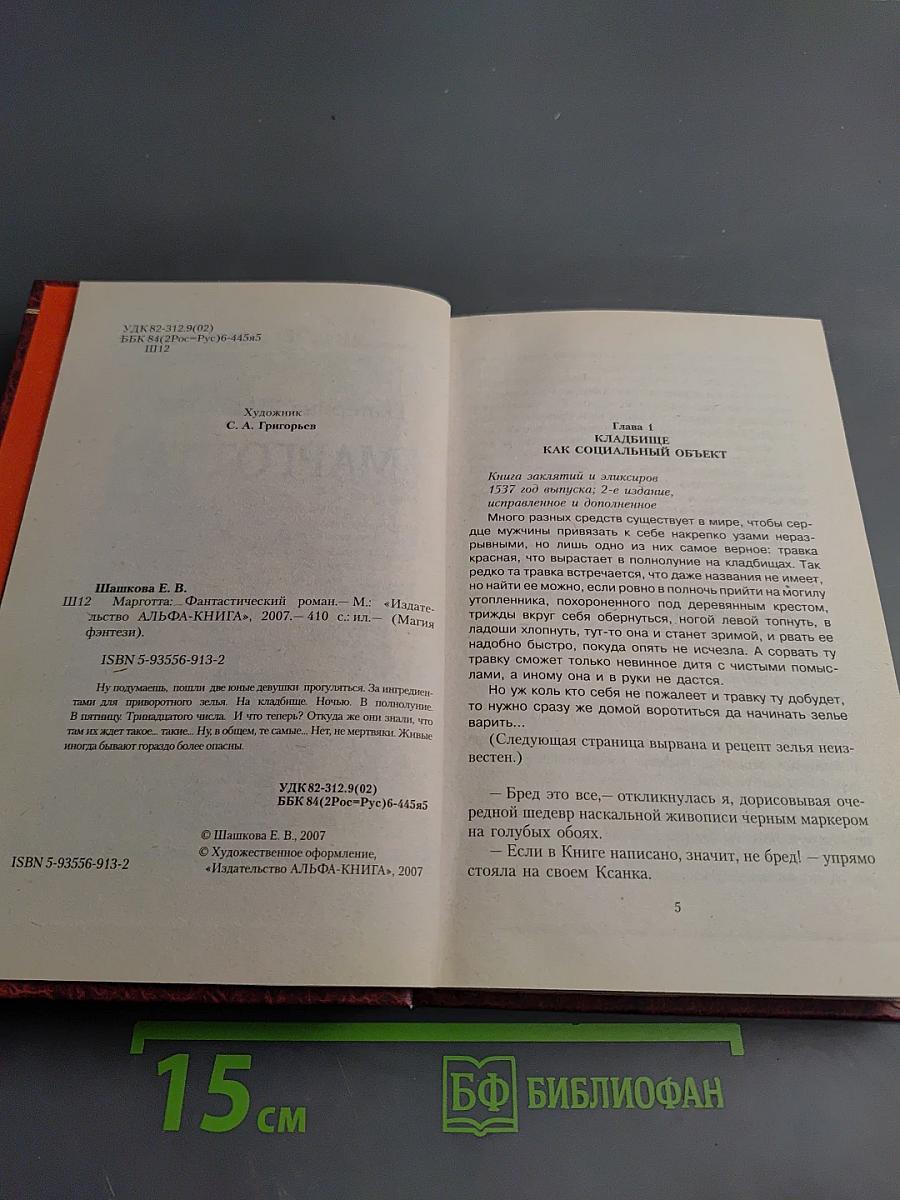 УДК 82-312.9(02)
ББК 84(2Рос=Рус)6-445я5
Ш12
Художник
С. А. Григорьев
Шашкова Е. В.
Ш12 Марготта: Фантастический роман.— М.: «Издате-
льство АЛЬФА-КНИГА», 2007.— 410 с.: ил.— (Магия
фэнтези).
ISBN 5-93556-913-2
Ну подумаешь, пошли две юные девушки прогуляться. За ингредиен-
тами для приворотного зелья. На кладбище. Ночью. В полнолуние.
В пятницу. Тринадцатого числа. И что теперь? Откуда же они знали, что
там их ждет такое... такие... Ну, в общем, те самые... Нет, не мертвяки. Живые
иногда бывают гораздо более опасны.
УДК 82-312.9(02)
ББК 84(2Рос=Рус)6-445я5
© Шашкова Е. В., 2007
© Художественное оформление,
«Издательство АЛЬФА-КНИГА», 2007
ISBN 5-93556-913-2
Глава 1
КЛАДБИЩЕ
КАК СОЦИАЛЬНЫЙ ОБЪЕКТ
Книга заклятий и эликсиров
1537 год выпуска; 2-е издание,
исправленное и дополненное
Много разных средств существует в мире, чтобы сер-
дце мужчины привязать к себе накрепко узами нераз-
рывными, но лишь одно из них самое верное: травка
красная, что вырастает в полнолуние на кладбищах. Так
редко та травка встречается, что даже названия не имеет,
но найти ее можно, если ровно в полночь прийти на могилу
утопленника, похороненного под деревянным крестом,
трижды вкруг себя обернуться, ногой левой топнуть, в
ладоши хлопнуть, тут-то она и станет зримой, и рвать ее
надобно быстро, покуда опять не исчезла. А сорвать ту
травку сможет только невинное дитя с чистыми помыс-
лами, а иному она и в руки не дастся.
Но уж коль кто себя не пожалеет и травку ту добудет,
то нужно сразу же домой воротиться да начинать зелье
варить...
(Следующая страница вырвана и рецепт зелья неиз-
вестен.)
— Бред это все,— откликнулась я, дорисовывая оче-
редной шедевр наскальной живописи черным маркером
на голубых обоях.
— Если в Книге написано, значит, не бред! — упрямо
стояла на своем Ксанка.
5
15 см
БФ БИБЛИОФАН